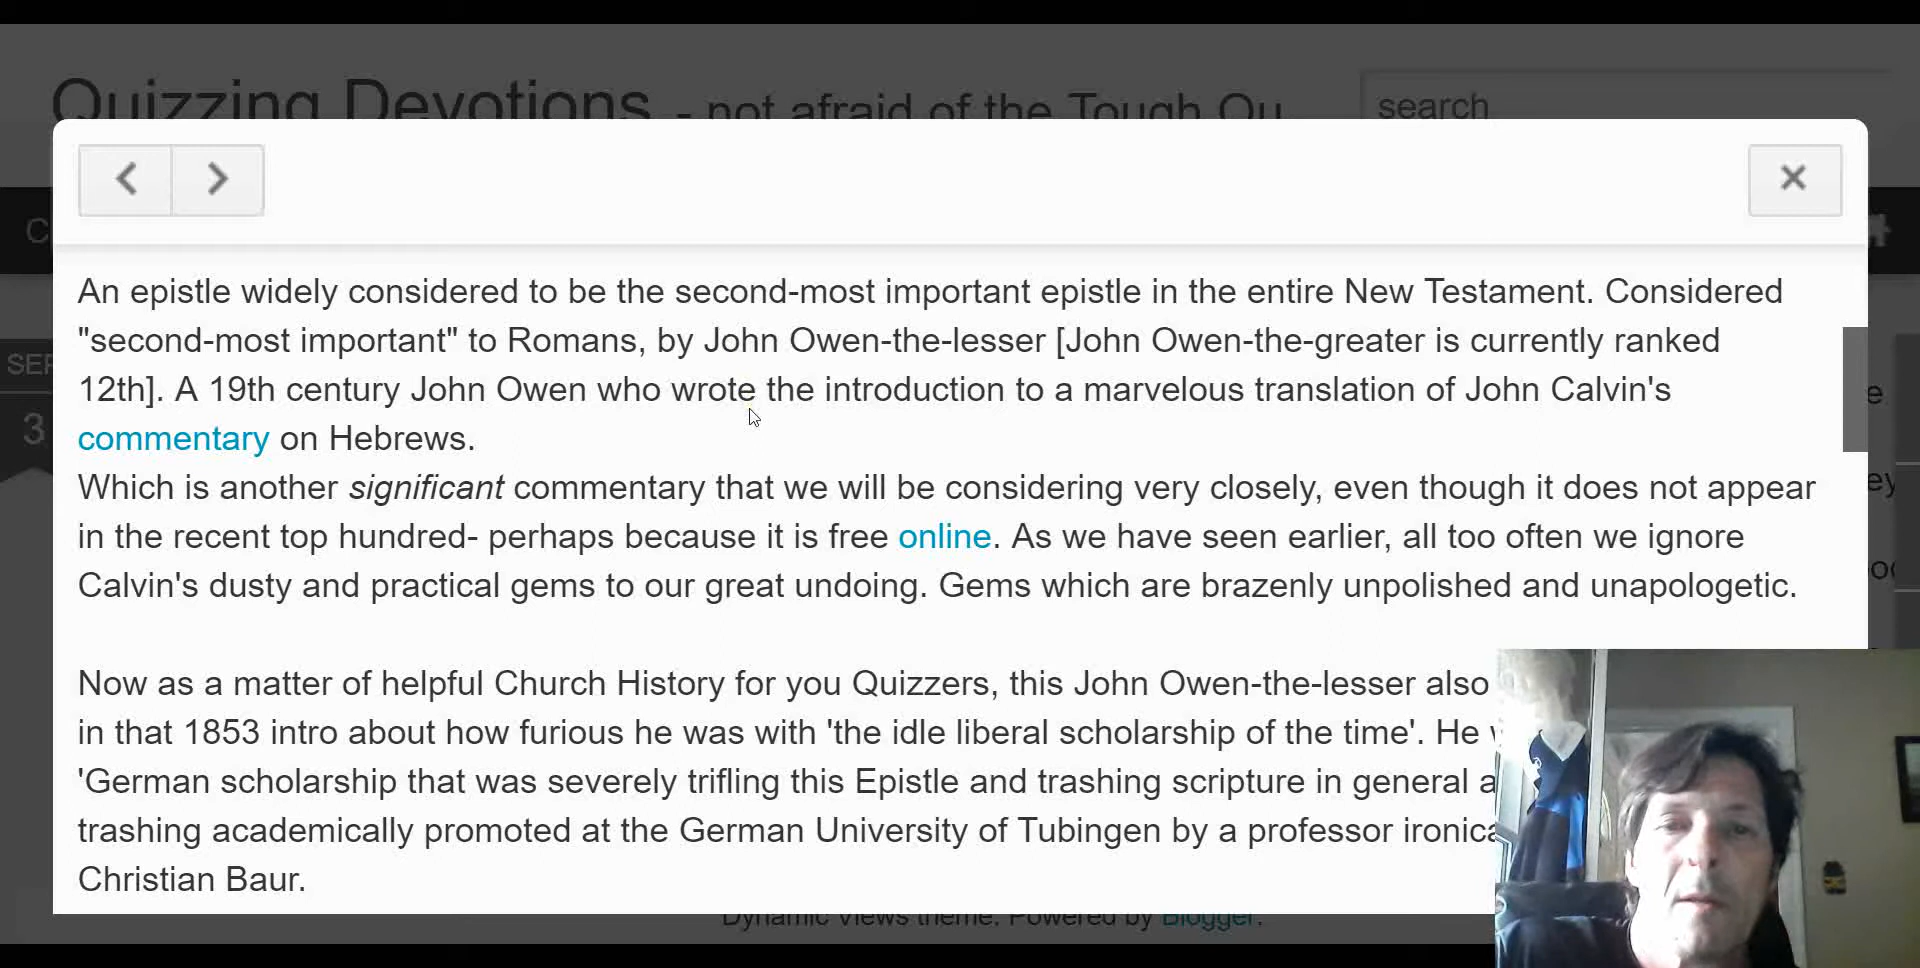 Quizzing Devotions - not afraid of the Tough Qu
search
An epistle widely considered to be the second-most important epistle in the entire New Testament. Considered
"second-most important" to Romans, by John Owen-the-lesser [John Owen-the-greater is currently ranked
12th]. A 19th century John Owen who wrote the introduction to a marvelous translation of John Calvin's
commentary on Hebrews.
Which is another significant commentary that we will be considering very closely, even though it does not appear
in the recent top hundred- perhaps because it is free online. As we have seen earlier, all too often we ignore
Calvin's dusty and practical gems to our great undoing. Gems which are brazenly unpolished and unapologetic.
Now as a matter of helpful Church History for you Quizzers, this John Owen-the-lesser also
in that 1853 intro about how furious he was with 'the idle liberal scholarship of the time'. He
'German scholarship that was severely trifling this Epistle and trashing scripture in general
trashing academically promoted at the German University of Tubingen by a professor
Christian Baur.
SEP
3
Dynamic Views theme. Powered by Blogger.